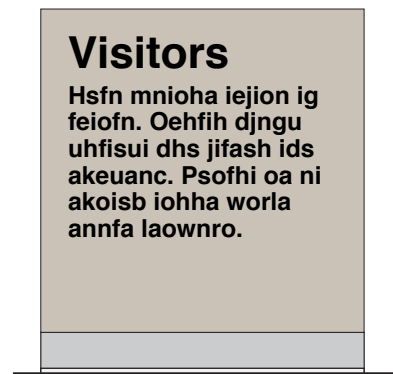 Visitors
Hsfn mnioha iejion ig
feiofn. Oehfih djngu
uhfisui dhs jifash ids
akeuanc. Psofhi oa ni
akoisb iohha worla
annfa laownro.